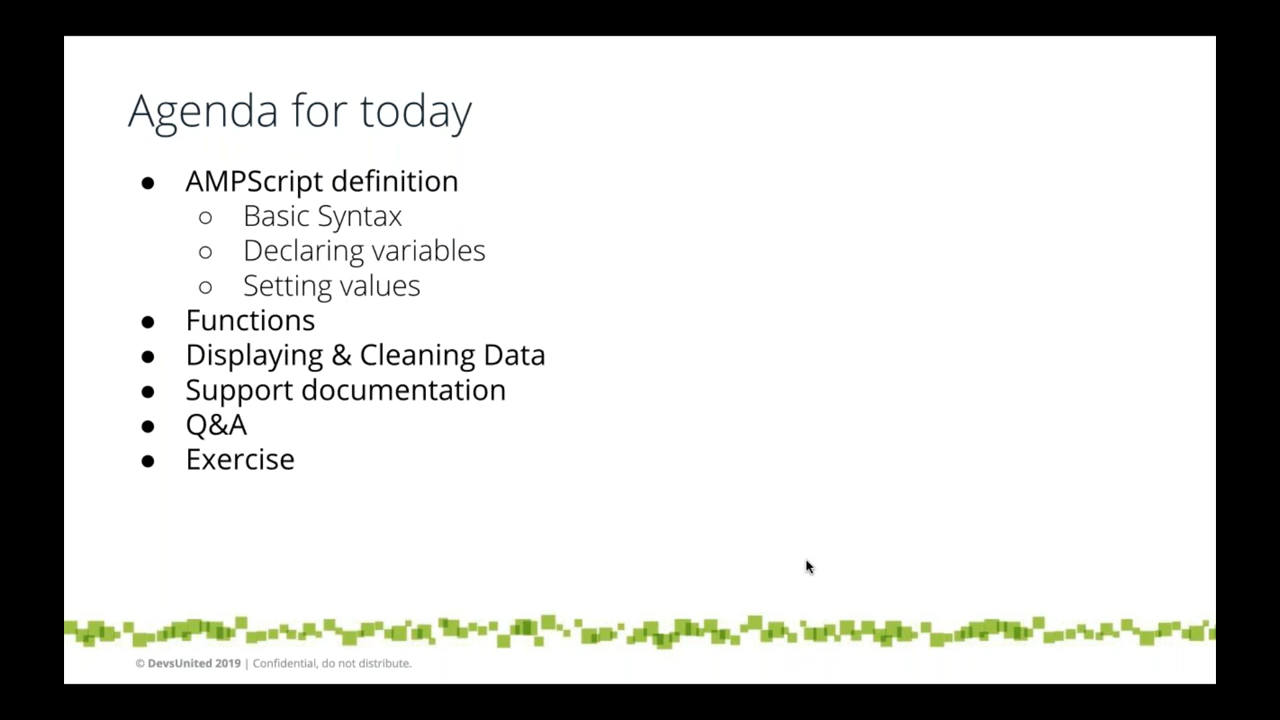 Agenda for today
● AMPScript definition
○ Basic Syntax
○ Declaring variables
○ Setting values
● Functions
● Displaying & Cleaning Data
● Support documentation
● Q&A
● Exercise
© DevsUnited 2019 | Confidential, do not distribute.